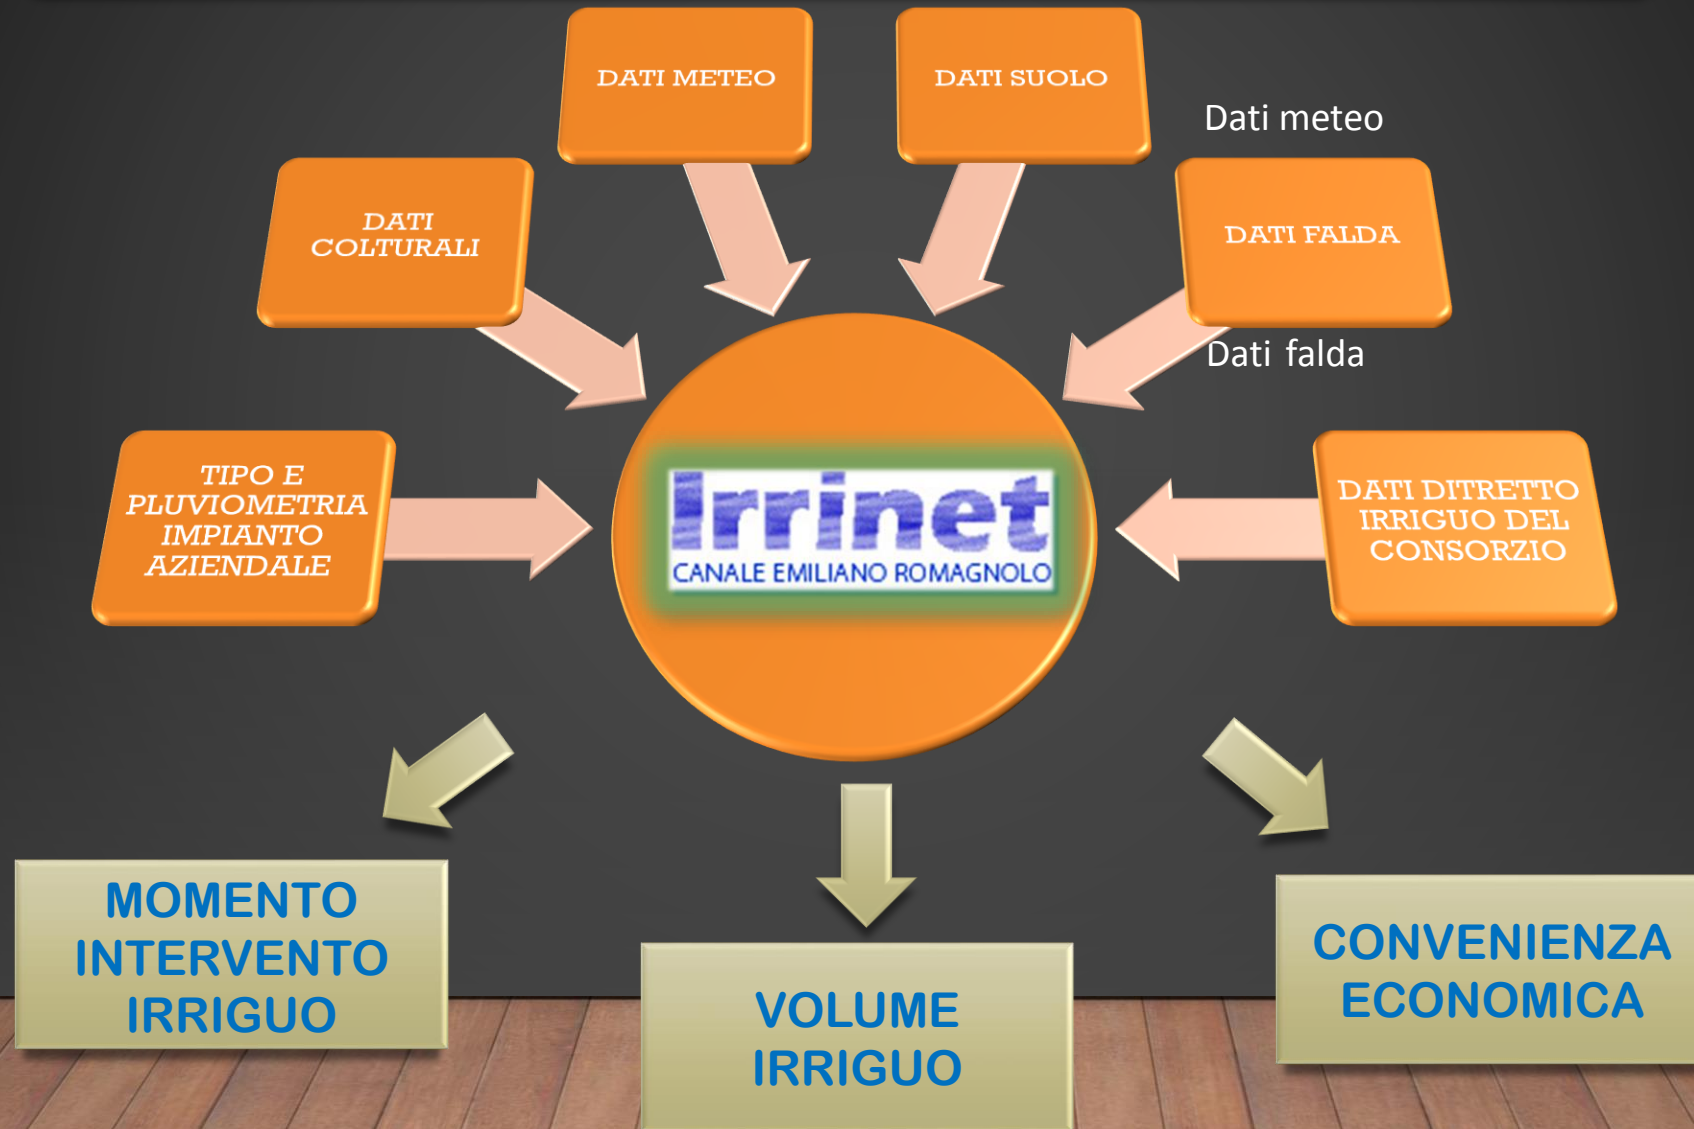 DATI METEO
DATI SUOLO
Dati meteo
DATI
COLTURALI
DATI FALDA
Dati falda
TIPO E
PLUVIOMETRIA
IMPIANTO
AZIENDALE
Irrinet
CANALE EMILIANO ROMAGNOLO
DATI DITRETTO
IRRIGUO DEL
CONSORZIO
MOMENTO
INTERVENTO
IRRIGUO
VOLUME
IRRIGUO
CONVENIENZA
ECONOMICA